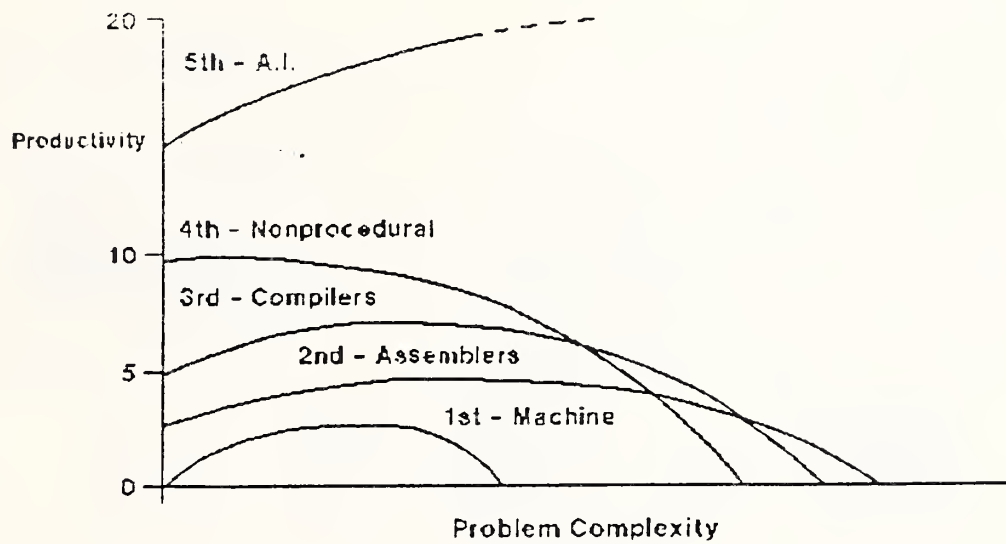 20
5th - A.I.
Productivity
4th - Nonprocedural
10
3rd - Compilers
2nd - Assemblers
5
1st - Machine
0
Problem Complexity